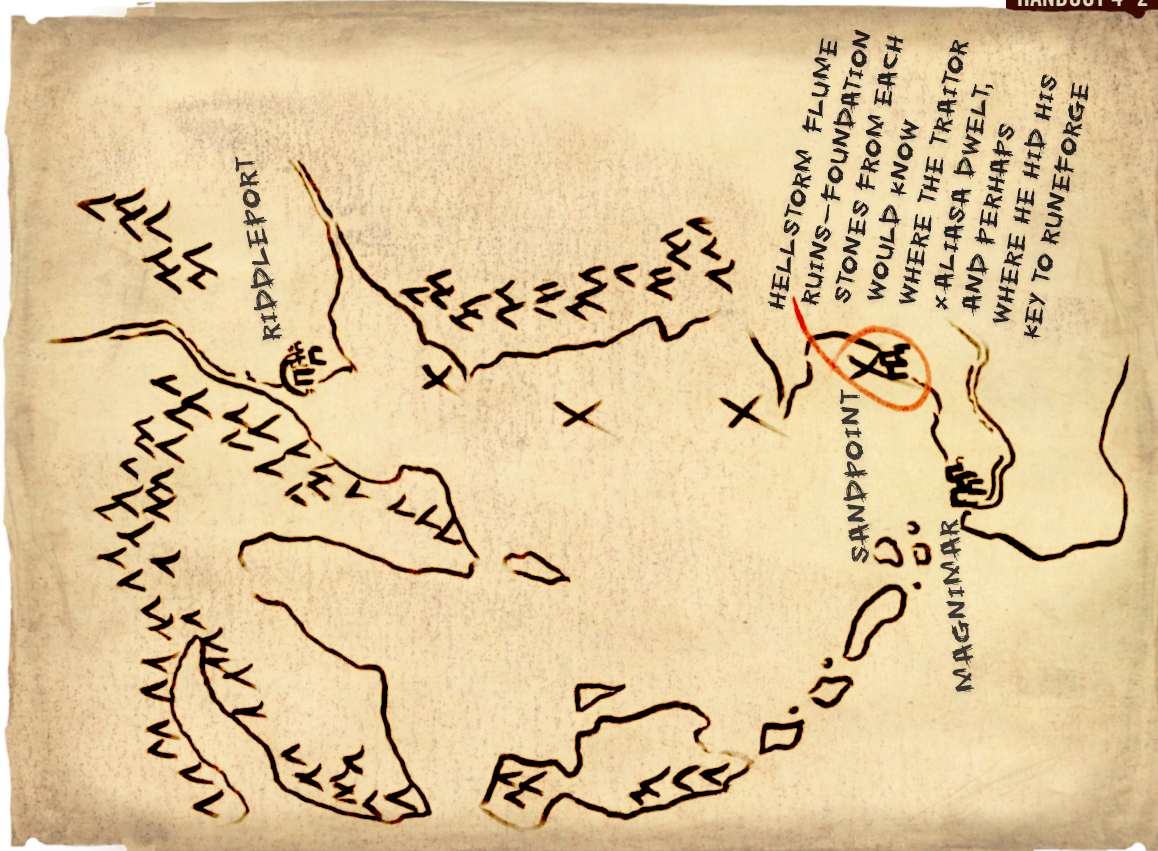 HANDOUT 4-2
RIDDLEPORT
HELLSTORM FLUME
RUINS-FOUNDATION
STONES FROM EACH
WOULD KNOW
WHERE THE TRAITOR
XALIASA DWELT,
AND PERHAPS
WHERE HE HID HIS
KEY TO RUNEFORGE
SANDPOINT
MAGNIMAR